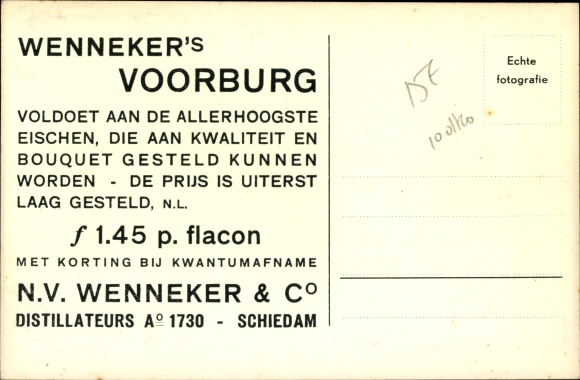 WENNEKER's
VOORBURG
VOLDOET AAN DE ALLERHOOGSTE
EISCHEN, DIE AAN KWALITEIT EN
BOUQUET GESTELD KUNNEN
WORDEN - DE PRIJS IS UITERST
LAAG GESTELD, N.L.
ƒ 1.45 p. flacon
MET KORTING BIJ KWANTUMAFNAME
N.V. WENNEKER & Cº
DISTILLATEURS Aº 1730 - SCHIEDAM
Echte
fotografie